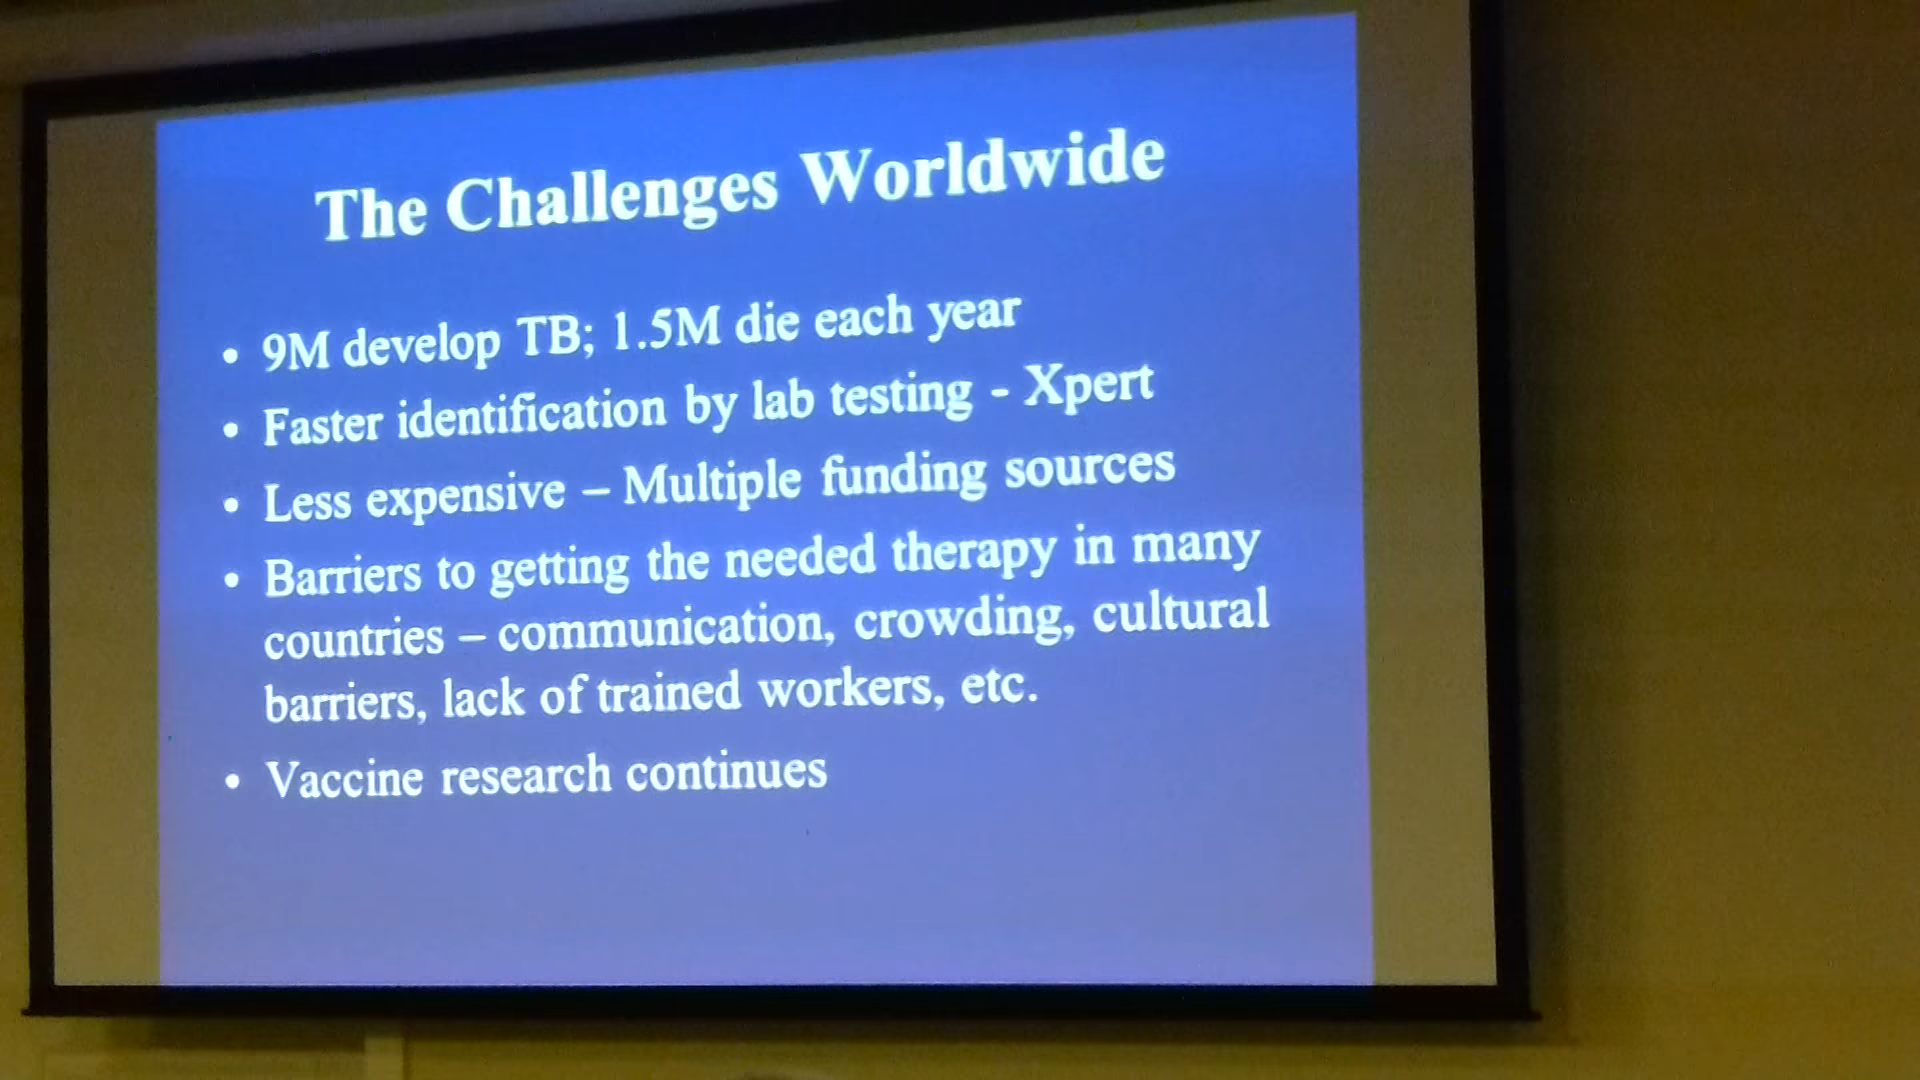 The Challenges Worldwide
• 9M develop TB; 1.5M die each year
• Faster identification by lab testing - Xpert
• Less expensive – Multiple funding sources
• Barriers to getting the needed therapy in many
countries – communication, crowding, cultural
barriers, lack of trained workers, etc.
• Vaccine research continues